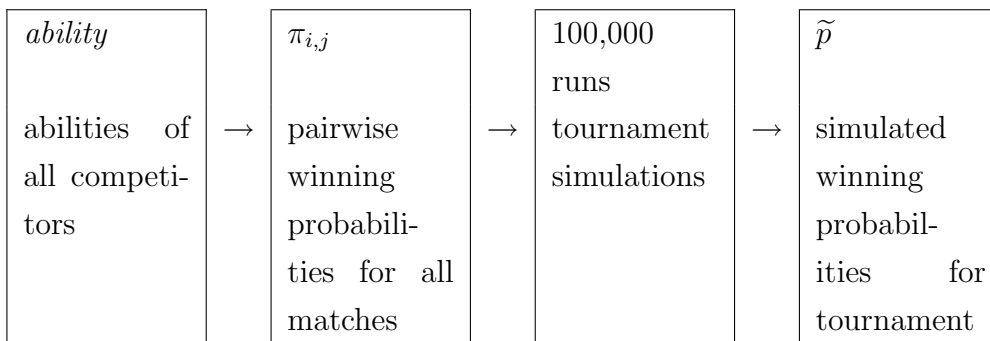 ability
abilities of
all competi-
tors
→
π_{i,j}
pairwise
winning
probabili-
ties for all
matches
→
100,000
runs
tournament
simulations
→
p̃
simulated
winning
probabil-
ities for
tournament